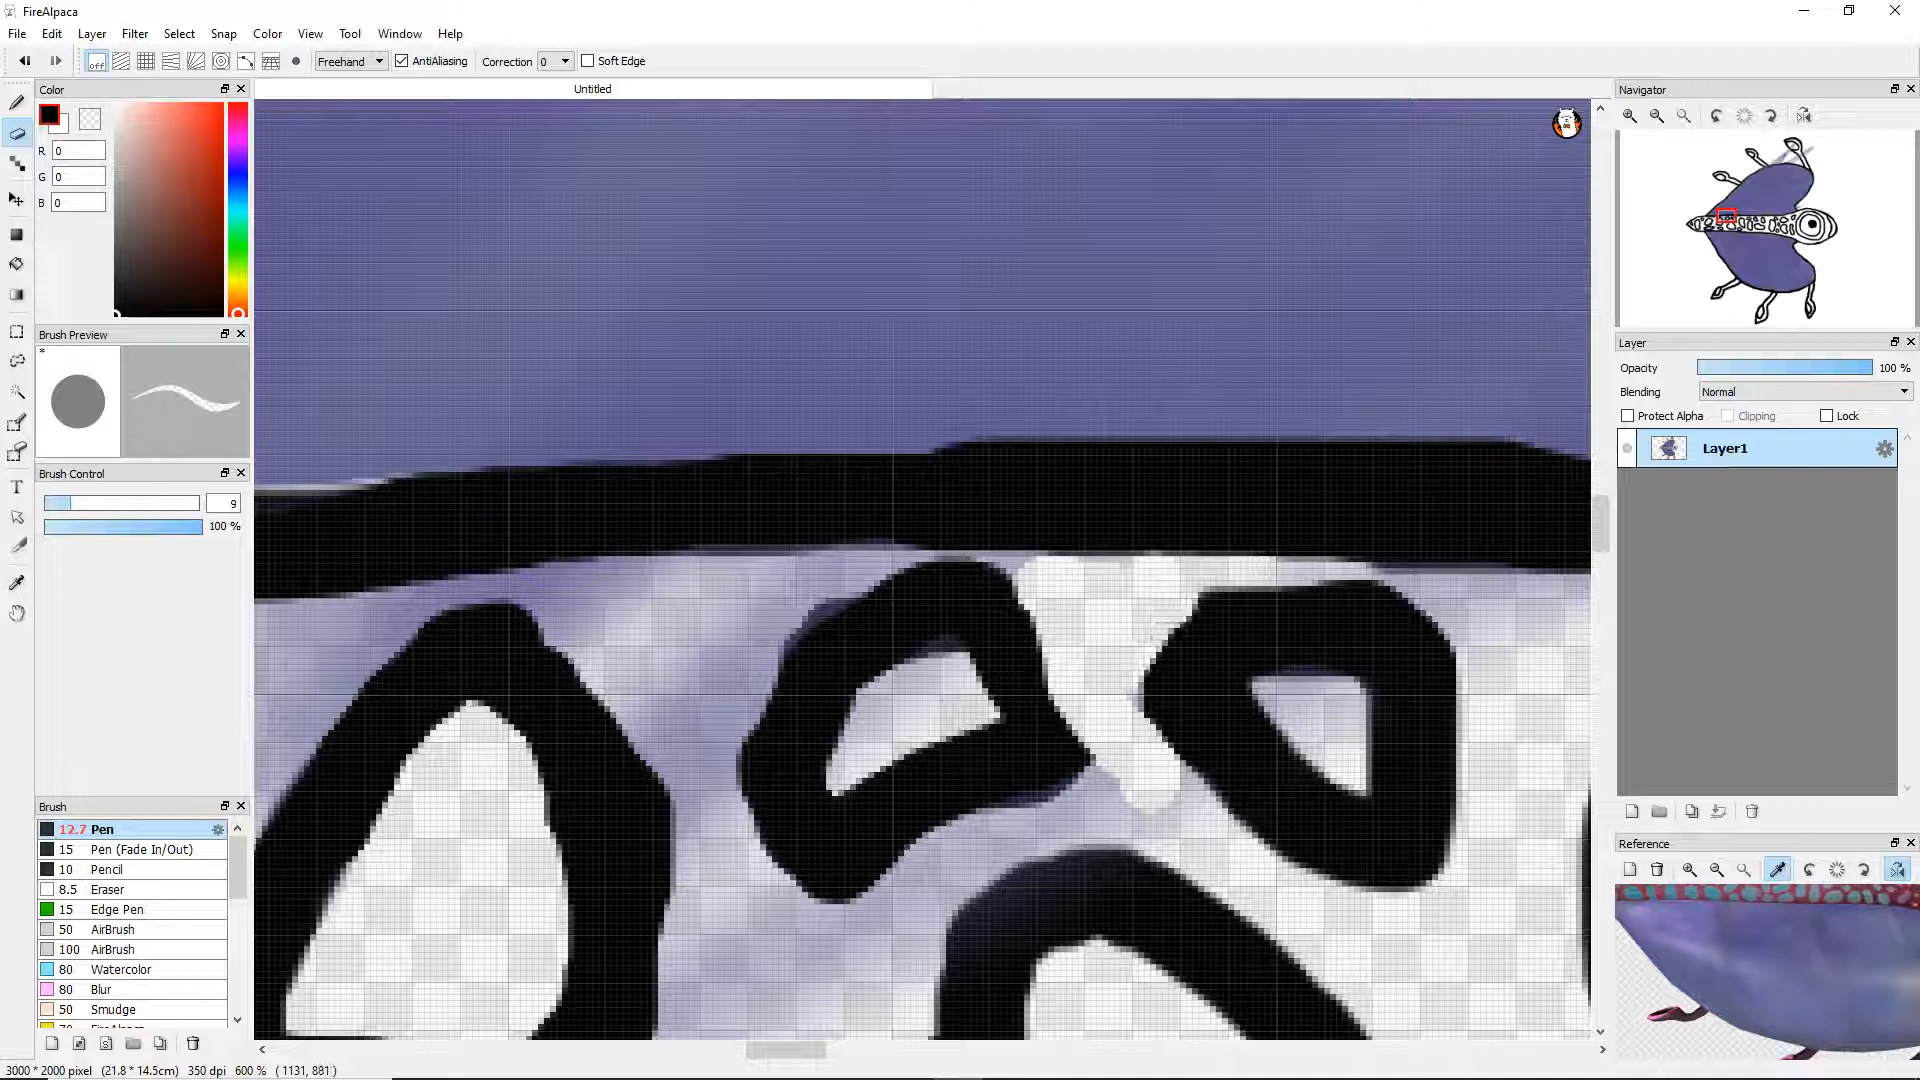 FireAlpaca
File Edit Layer Filter Select Snap Color View Tool Window Help
off Freehand AntiAliasing Correction 0 Soft Edge
Color
Untitled
Navigator
R 0
G 0
B 0
Brush Preview
*
Layer
Opacity 100 %
Blending Normal
Protect Alpha Clipping Lock
Layer1
Brush Control
9
100 %
Brush
12.7 Pen
15 Pen (Fade In/Out)
10 Pencil
8.5 Eraser
15 Edge Pen
50 AirBrush
100 AirBrush
80 Watercolor
80 Blur
50 Smudge
T
S
Reference
3000 * 2000 pixel (21.8 * 14.5cm) 350 dpi 600 % ( 1131, 881 )